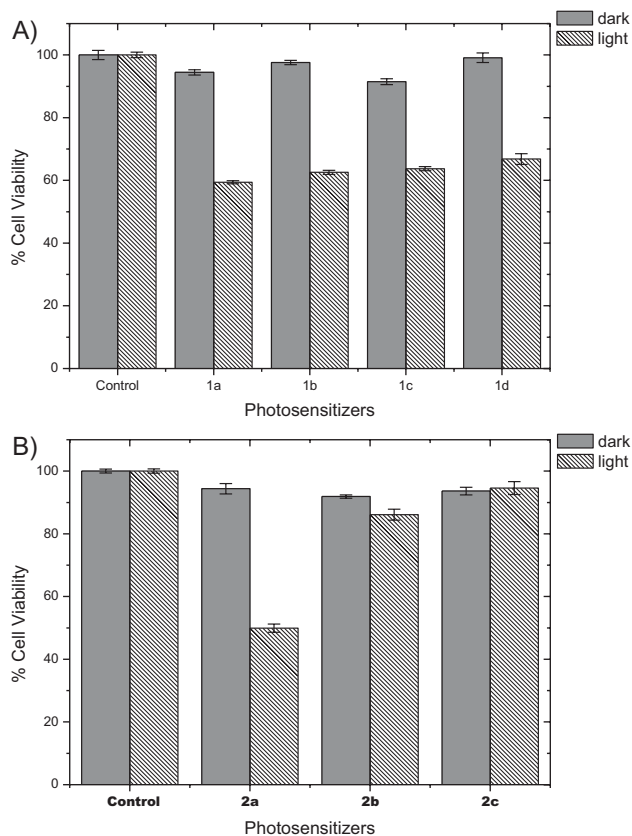 A)
dark
light
% Cell Viability
100
80
60
40
20
0
Control 1a 1b 1c 1d
Photosensitizers
B)
dark
light
% Cell Viability
100
80
60
40
20
0
Control 2a 2b 2c
Photosensitizers